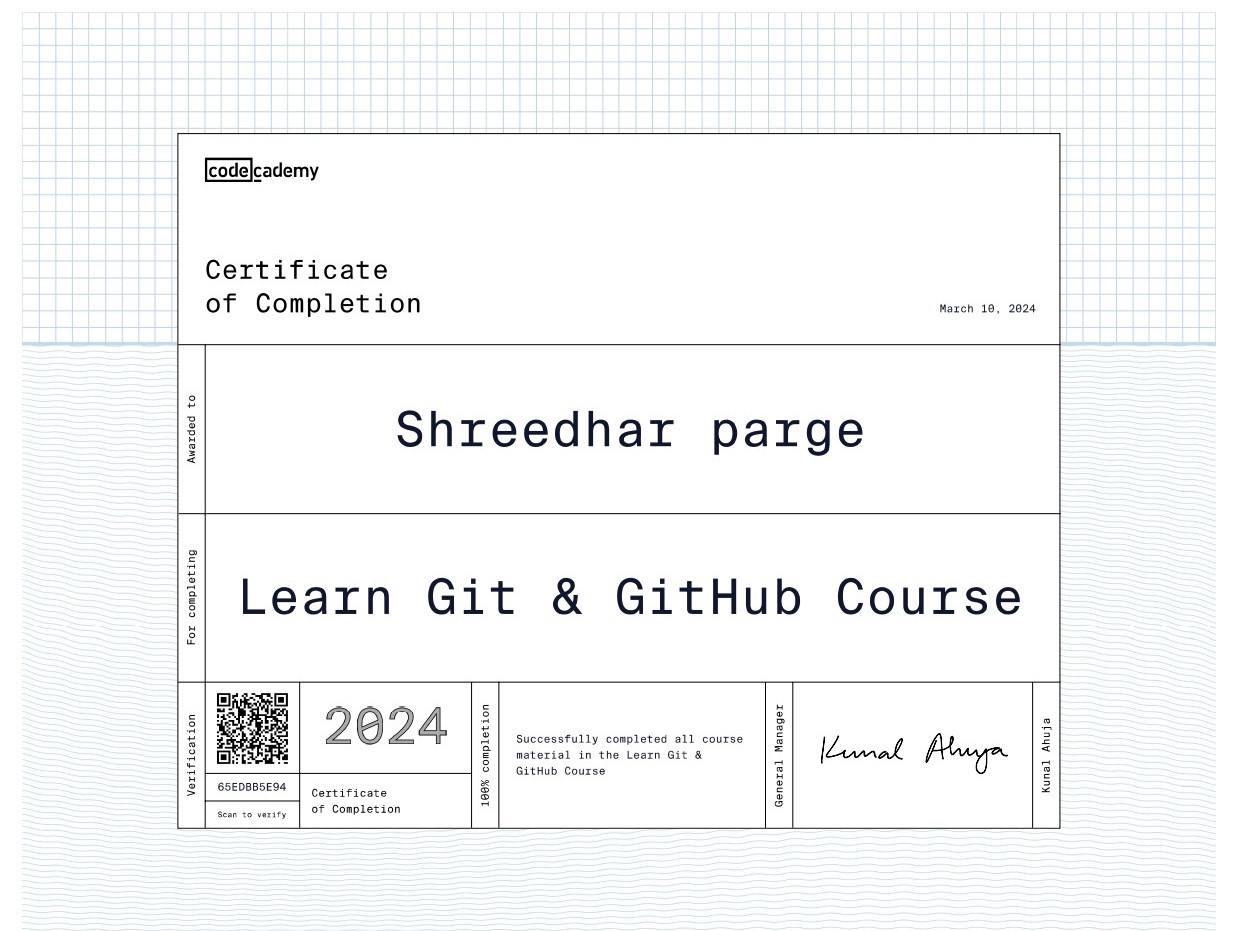 codecademy
Certificate
of Completion
March 10, 2024
Awarded to
Shreedhar parge
For completing
Learn Git & GitHub Course
Verification
65EDBB5E94
Scan to verify
2024
Certificate
of Completion
100% completion
Successfully completed all course
material in the Learn Git &
GitHub Course
General Manager
Kunal Ahuja
Kunal Ahuja